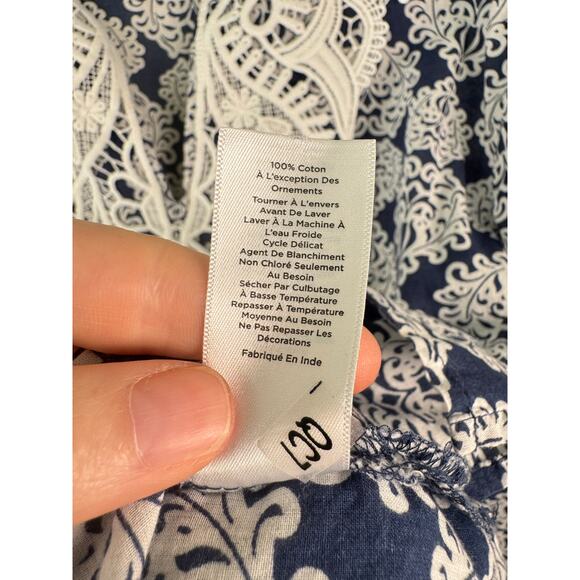 100% Coton
À L'exception Des
Ornements
Tourner À L'envers
Avant De Laver
Laver À La Machine À
L'eau Froide
Cycle Délicat
Agent De Blanchiment
Non Chloré Seulement
Au Besoin
Sécher Par Culbutage
À Basse Température
Repasser À Température
Moyenne Au Besoin
Ne Pas Repasser Les
Décorations
Fabriqué En Inde
QC7